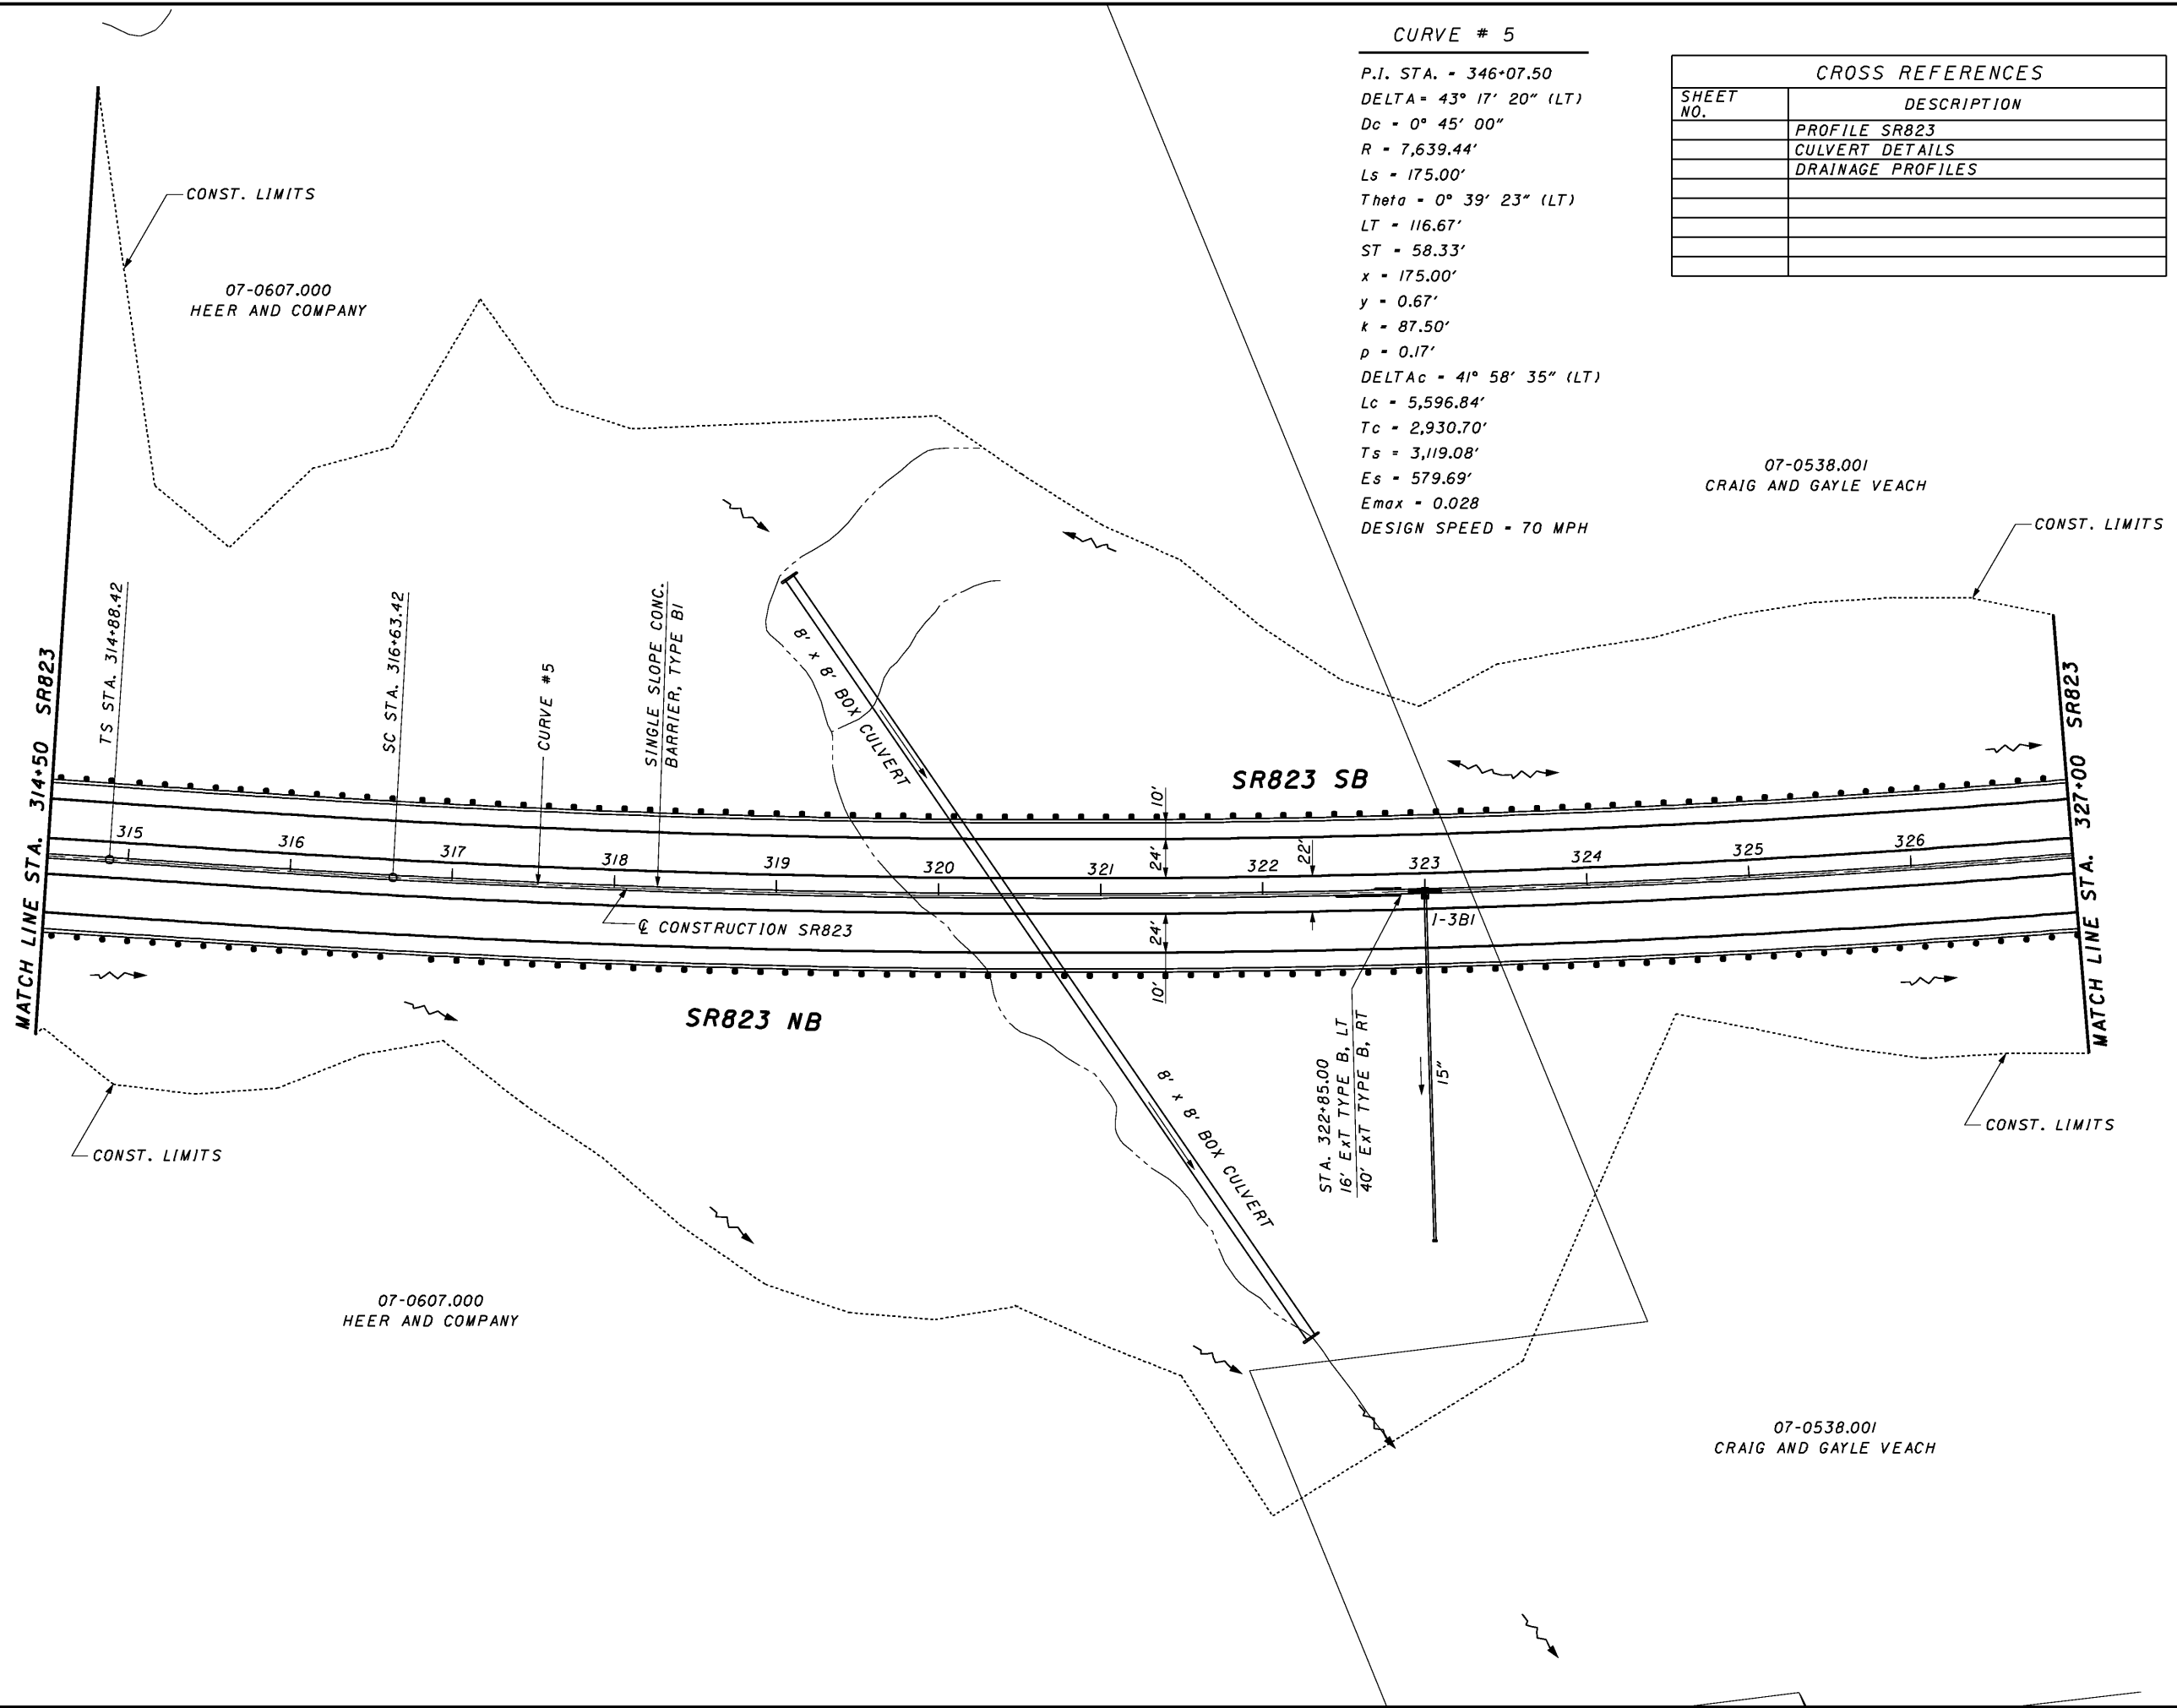 CURVE # 5
P.I. STA. = 346+07.50
DELTA = 43° 17' 20" (LT)
Dc = 0° 45' 00"
R = 7,639.44'
Ls = 175.00'
Theta = 0° 39' 23" (LT)
LT = 116.67'
ST = 58.33'
x = 175.00'
y = 0.67'
k = 87.50'
p = 0.17'
DELTAc = 41° 58' 35" (LT)
Lc = 5,596.84'
Tc = 2,930.70'
Ts = 3,119.08'
Es = 579.69'
Emax = 0.028
DESIGN SPEED = 70 MPH
CROSS REFERENCES
SHEET NO.
DESCRIPTION
PROFILE SR823
CULVERT DETAILS
DRAINAGE PROFILES
CONST. LIMITS
07-0607.000
HEER AND COMPANY
07-0538.001
CRAIG AND GAYLE VEACH
CONST. LIMITS
MATCH LINE STA. 314+50 SR823
TS STA. 314+88.42
SC STA. 316+63.42
CURVE #5
SINGLE SLOPE CONC.
BARRIER, TYPE B1
8' x 8' BOX CULVERT
SR823 SB
MATCH LINE STA. 327+00 SR823
10'
24'
22'
315
316
317
318
319
320
321
322
323
324
325
326
℄ CONSTRUCTION SR823
24'
10'
1-3B1
SR823 NB
STA. 322+85.00
16' ExT TYPE B, LT
40' ExT TYPE B, RT
15"
8' x 8' BOX CULVERT
CONST. LIMITS
CONST. LIMITS
07-0607.000
HEER AND COMPANY
07-0538.001
CRAIG AND GAYLE VEACH